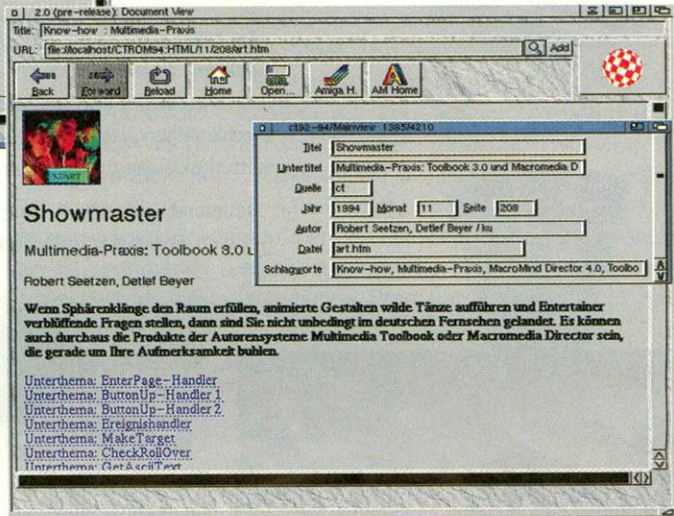 2.0 (pre-release): Document View
Title: Know-how : Multimedia-Praxis
URL: file://localhost/CTROM94:HTML/11/208/art.htm Add
Back Forward Reload Home Open... Amiga H. AM Home
START
Showmaster
Multimedia-Praxis: Toolbook 3.0 u
Robert Seetzen, Detlef Beyer
ct92-94/Mainview 1385/4210
Titel Showmaster
Untertitel Multimedia-Praxis: Toolbook 3.0 und Macromedia D
Quelle ct
Jahr 1994 Monat 11 Seite 208
Autor Robert Seetzen, Detlef Beyer / ku
Datei art.htm
Schlagworte Know-how, Multimedia-Praxis, MacroMind Director 4.0, Toolbo
Wenn Sphärenklänge den Raum erfüllen, animierte Gestalten wilde Tänze aufführen und Entertainer
verblüffende Fragen stellen, dann sind Sie nicht unbedingt im deutschen Fernsehen gelandet. Es können
auch durchaus die Produkte der Autorensysteme Multimedia Toolbook oder Macromedia Director sein,
die gerade um Ihre Aufmerksamkeit buhlen.
Unterthema: EnterPage-Handler
Unterthema: ButtonUp-Handler 1
Unterthema: ButtonUp-Handler 2
Unterthema: Ereignishandler
Unterthema: MakeTarget
Unterthema: CheckRollOver
Unterthema: GetAsciiText